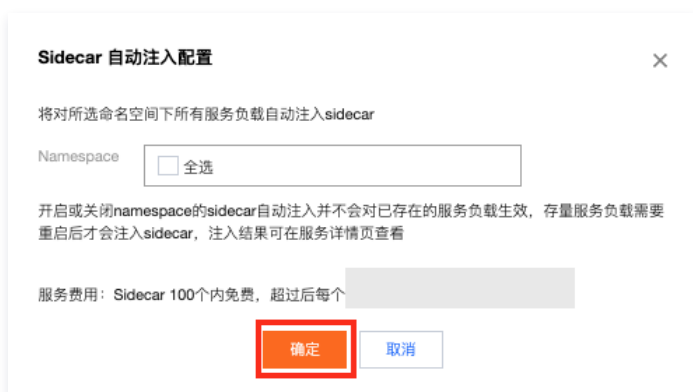 Sidecar 自动注入配置
将对所选命名空间下所有服务负载自动注入sidecar
Namespace
全选
开启或关闭namespace的sidecar自动注入并不会对已存在的服务负载生效，存量服务负载需要
重启后才会注入sidecar，注入结果可在服务详情页查看
服务费用：Sidecar 100个内免费，超过后每个
确定
取消